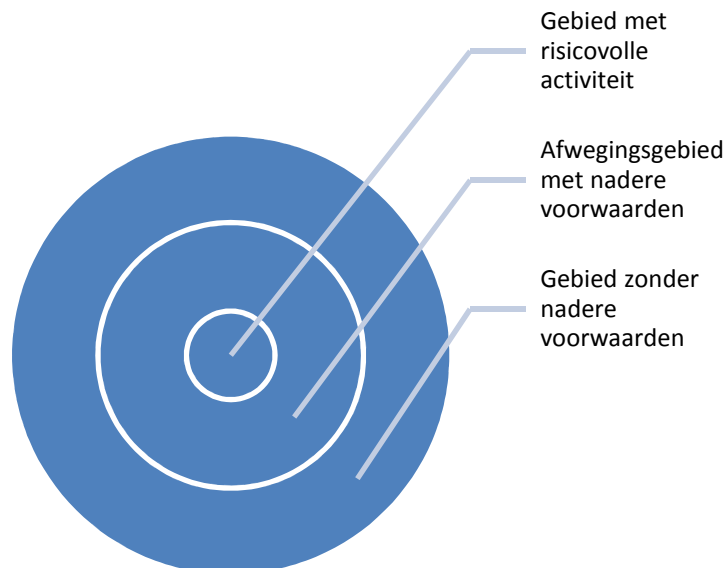 Gebied met
risicovolle
activiteit
Afwegingsgebied
met nadere
voorwaarden
Gebied zonder
nadere
voorwaarden